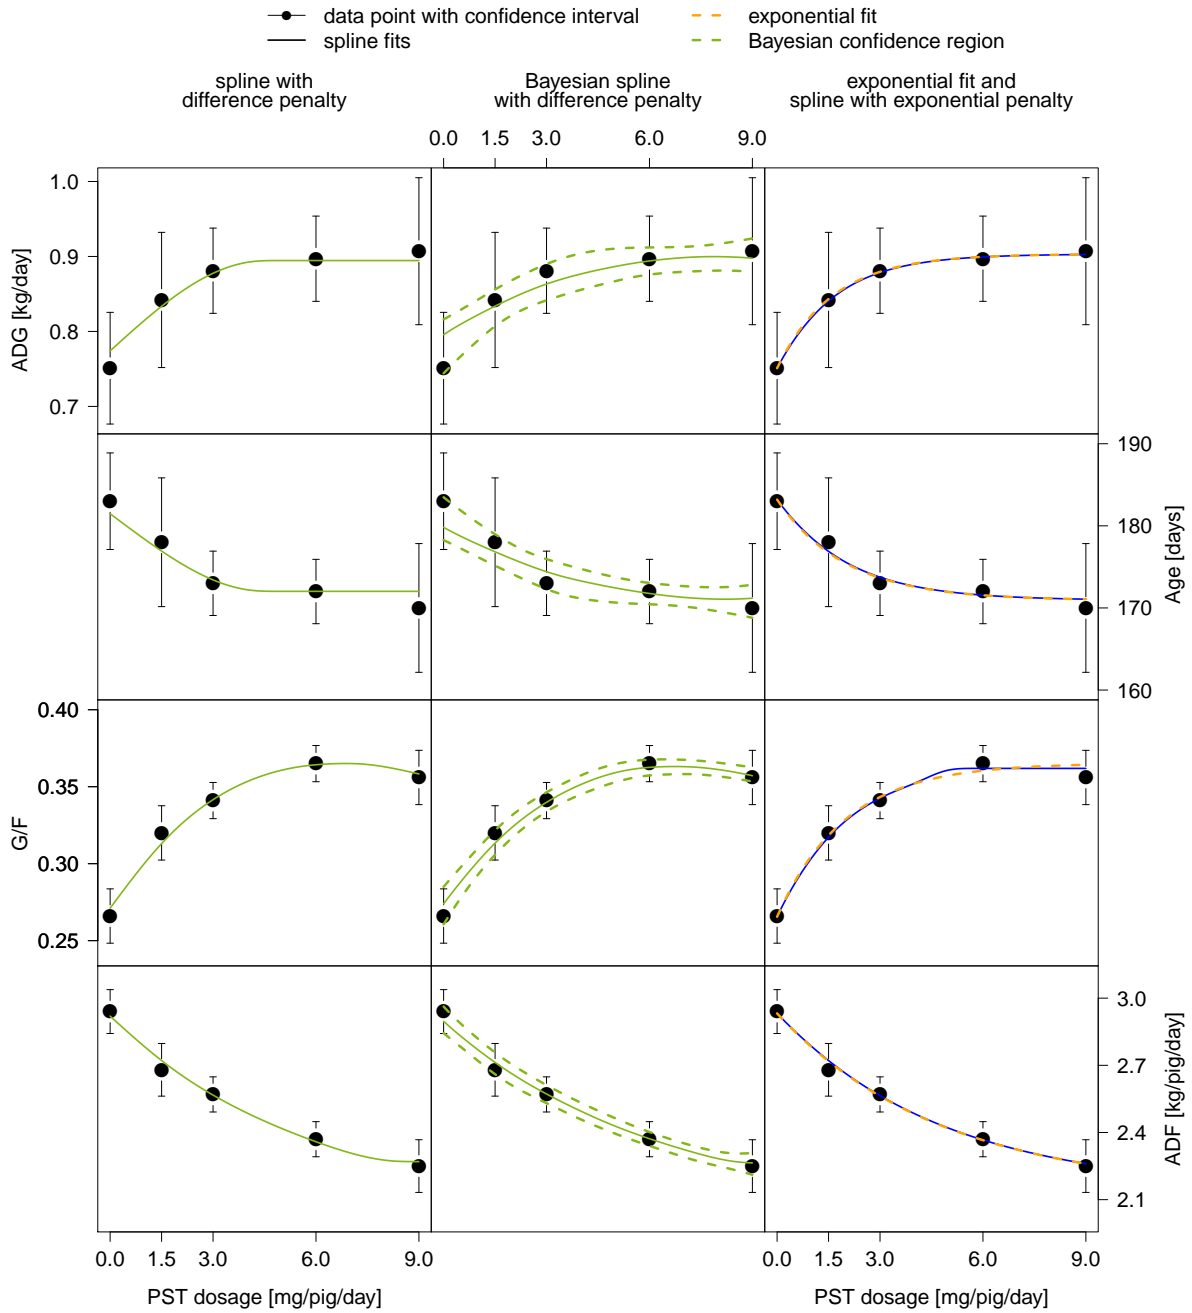 data point with confidence interval
spline fits
exponential fit
Bayesian confidence region
spline with
difference penalty
Bayesian spline
with difference penalty
exponential fit and
spline with exponential penalty
0.0 1.5 3.0 6.0 9.0
ADG [kg/day]
1.0
0.9
0.8
0.7
190
180
170
160
Age [days]
G/F
0.40
0.35
0.30
0.25
3.0
2.7
2.4
2.1
ADF [kg/pig/day]
0.0 1.5 3.0 6.0 9.0
0.0 1.5 3.0 6.0 9.0
PST dosage [mg/pig/day]
PST dosage [mg/pig/day]